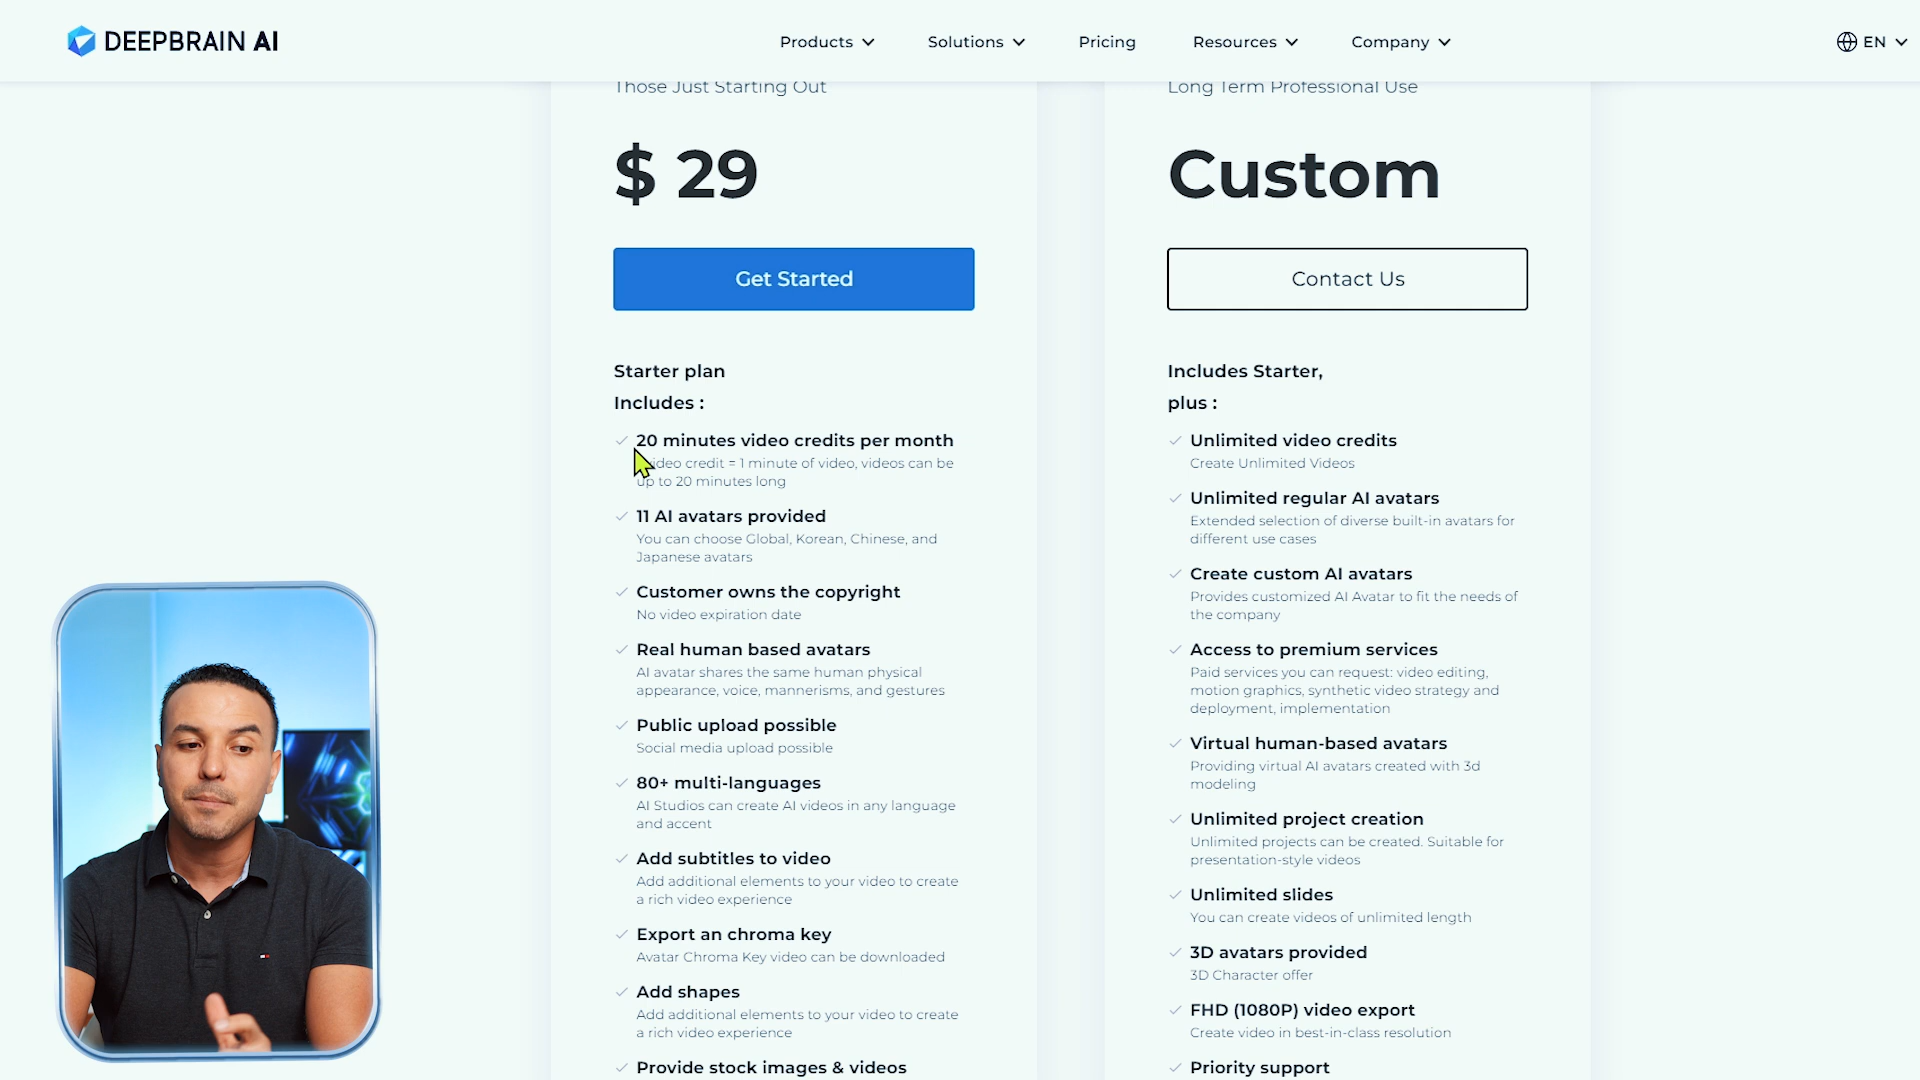 DEEPBRAIN AI
Products
Solutions
Pricing
Resources
Company
EN
Those Just Starting Out
$ 29
Get Started
Starter plan
Includes :
20 minutes video credits per month
video credit = 1 minute of video, videos can be
up to 20 minutes long
11 AI avatars provided
You can choose Global, Korean, Chinese, and
Japanese avatars
Customer owns the copyright
No video expiration date
Real human based avatars
AI avatar shares the same human physical
appearance, voice, mannerisms, and gestures
Public upload possible
Social media upload possible
80+ multi-languages
AI Studios can create AI videos in any language
and accent
Add subtitles to video
Add additional elements to your video to create
a rich video experience
Export an chroma key
Avatar Chroma Key video can be downloaded
Add shapes
Add additional elements to your video to create
a rich video experience
Provide stock images & videos
Long Term Professional Use
Custom
Contact Us
Includes Starter,
plus :
Unlimited video credits
Create Unlimited Videos
Unlimited regular AI avatars
Extended selection of diverse built-in avatars for
different use cases
Create custom AI avatars
Provides customized AI Avatar to fit the needs of
the company
Access to premium services
Paid services you can request: video editing,
motion graphics, synthetic video strategy and
deployment, implementation
Virtual human-based avatars
Providing virtual AI avatars created with 3d
modeling
Unlimited project creation
Unlimited projects can be created. Suitable for
presentation-style videos
Unlimited slides
You can create videos of unlimited length
3D avatars provided
3D Character offer
FHD (1080P) video export
Create video in best-in-class resolution
Priority support